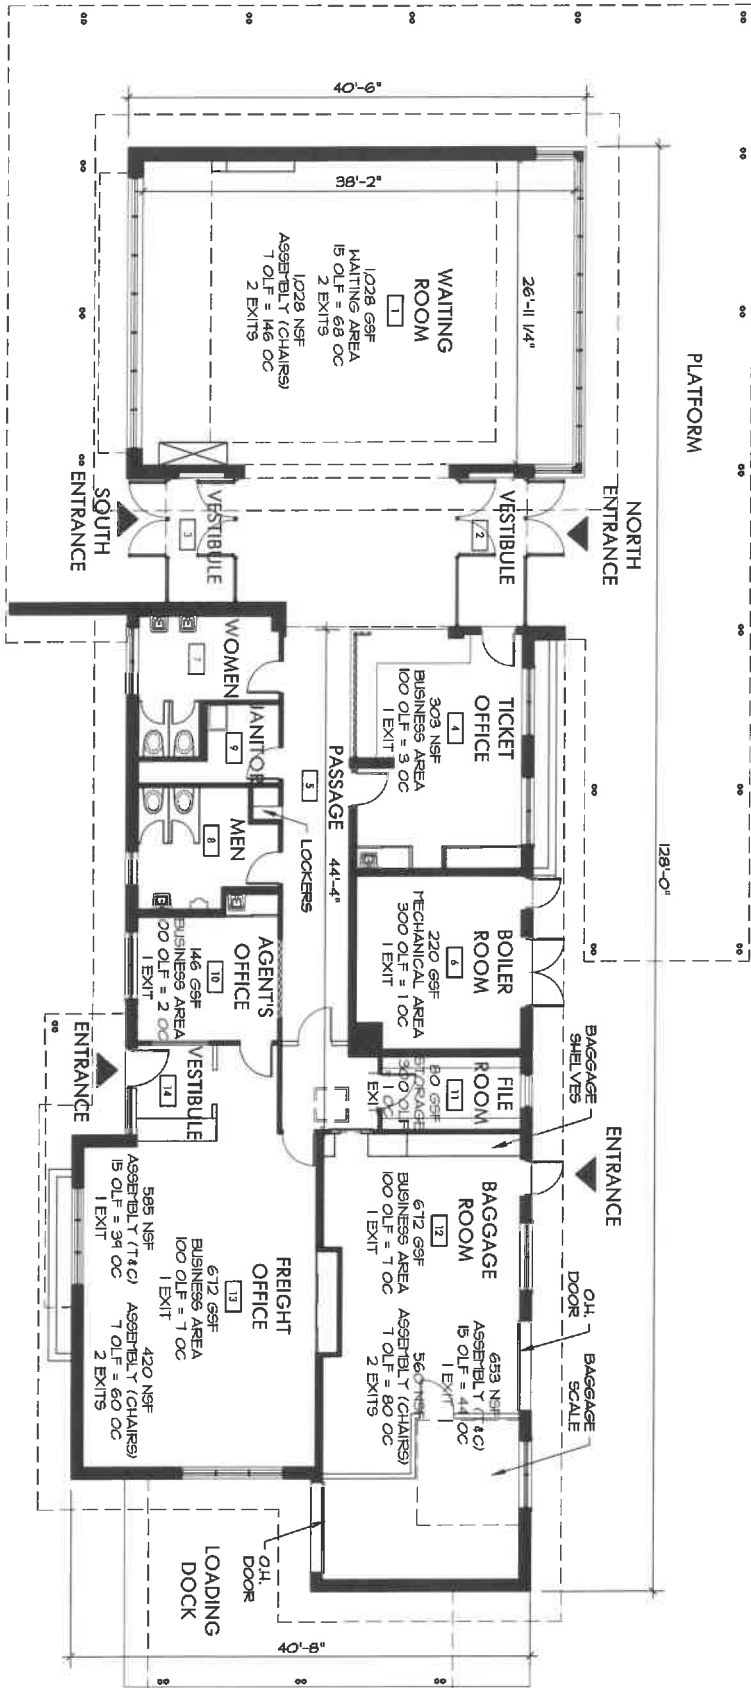 PLATFORM
128'-0"
40'-6"
38'-2"
26'-11 1/4"
WAITING
ROOM
1
1,028 GSF
WAITING AREA
15 OLF = 68 OC
2 EXITS
1,028 NSF
ASSEMBLY (CHAIRS)
7 OLF = 146 OC
2 EXITS
NORTH
ENTRANCE
VESTIBULE
2
VESTIBULE
3
SOUTH
ENTRANCE
TICKET
OFFICE
4
303 NSF
BUSINESS AREA
100 OLF = 3 OC
1 EXIT
PASSAGE 44'-4"
5
LOCKERS
WOMEN
7
JANITOR
9
MEN
8
BOILER
ROOM
6
220 GSF
MECHANICAL AREA
300 OLF = 1 OC
1 EXIT
AGENT'S
OFFICE
10
146 GSF
BUSINESS AREA
00 OLF = 2 OC
1 EXIT
FILE
ROOM
11
80 GSF
STORAGE
300 OLF
1 OC
EXIT
VESTIBULE
14
ENTRANCE
BAGGAGE
SHELVES
ENTRANCE
BAGGAGE
ROOM
12
672 GSF
BUSINESS AREA
100 OLF = 7 OC
1 EXIT
653 NSF
ASSEMBLY (T&C)
15 OLF = 44 OC
1 EXIT
560 NSF
ASSEMBLY (CHAIRS)
7 OLF = 80 OC
2 EXITS
O.H.
DOOR
BAGGAGE
SCALE
FREIGHT
OFFICE
13
672 GSF
BUSINESS AREA
100 OLF = 7 OC
1 EXIT
585 NSF
ASSEMBLY (T&C)
15 OLF = 39 OC
1 EXIT
420 NSF
ASSEMBLY (CHAIRS)
7 OLF = 60 OC
2 EXITS
O.H.
DOOR
LOADING
DOCK
40'-8"